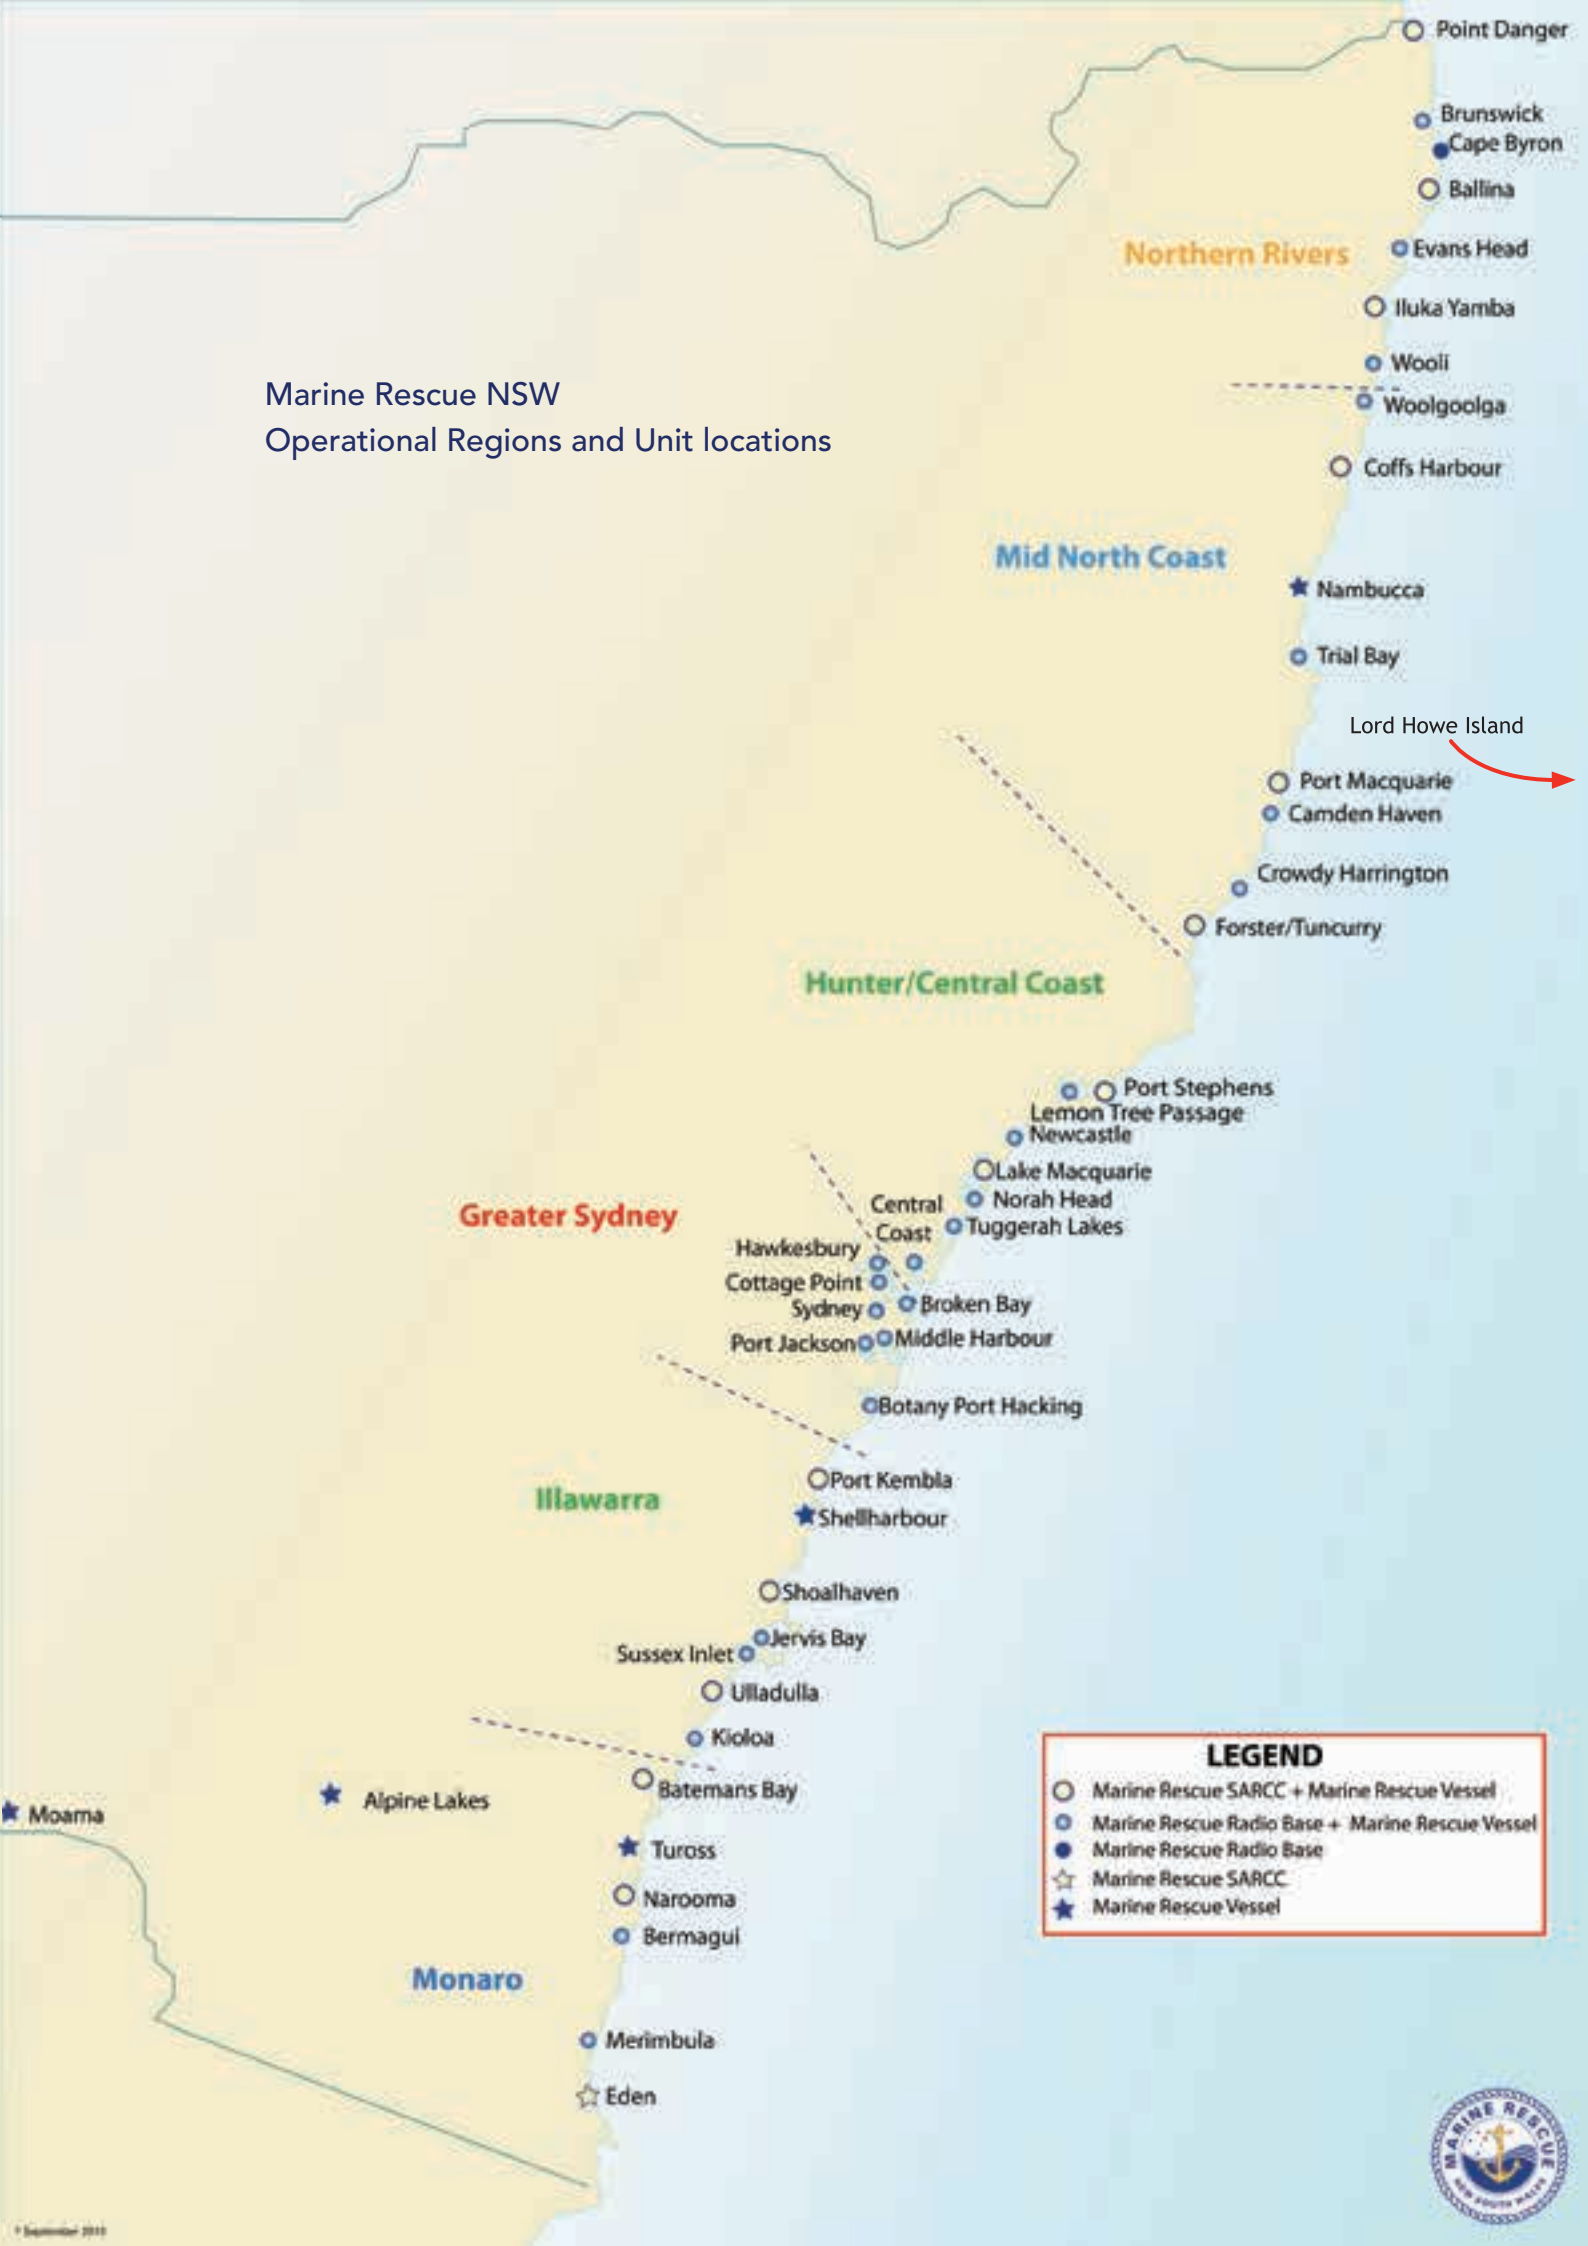 Point Danger
Brunswick
Cape Byron
Ballina
Northern Rivers
Evans Head
Iluka Yamba
Wooli
Marine Rescue NSW
Operational Regions and Unit locations
Woolgoolga
Coffs Harbour
Mid North Coast
Nambucca
Trial Bay
Lord Howe Island
Port Macquarie
Camden Haven
Crowdy Harrington
Forster/Tuncurry
Hunter/Central Coast
Port Stephens
Lemon Tree Passage
Newcastle
Lake Macquarie
Norah Head
Central
Coast
Tuggerah Lakes
Greater Sydney
Hawkesbury
Cottage Point
Broken Bay
Sydney
Middle Harbour
Port Jackson
Botany Port Hacking
Port Kembla
Illawarra
Shellharbour
Shoalhaven
Jervis Bay
Sussex Inlet
Ulladulla
Kioloa
Batemans Bay
Alpine Lakes
Moama
Tuross
Narooma
Bermagui
Monaro
Merimbula
Eden
LEGEND
Marine Rescue SARCC + Marine Rescue Vessel
Marine Rescue Radio Base + Marine Rescue Vessel
Marine Rescue Radio Base
Marine Rescue SARCC
Marine Rescue Vessel
MARINE RESCUE
NEW SOUTH WALES